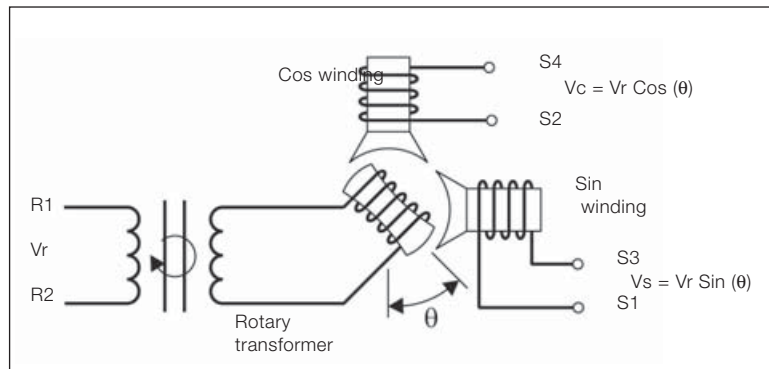 Cos winding
S4
Vc = Vr Cos (θ)
S2
Sin
winding
R1
Vr
R2
S3
Vs = Vr Sin (θ)
S1
Rotary
transformer
θ